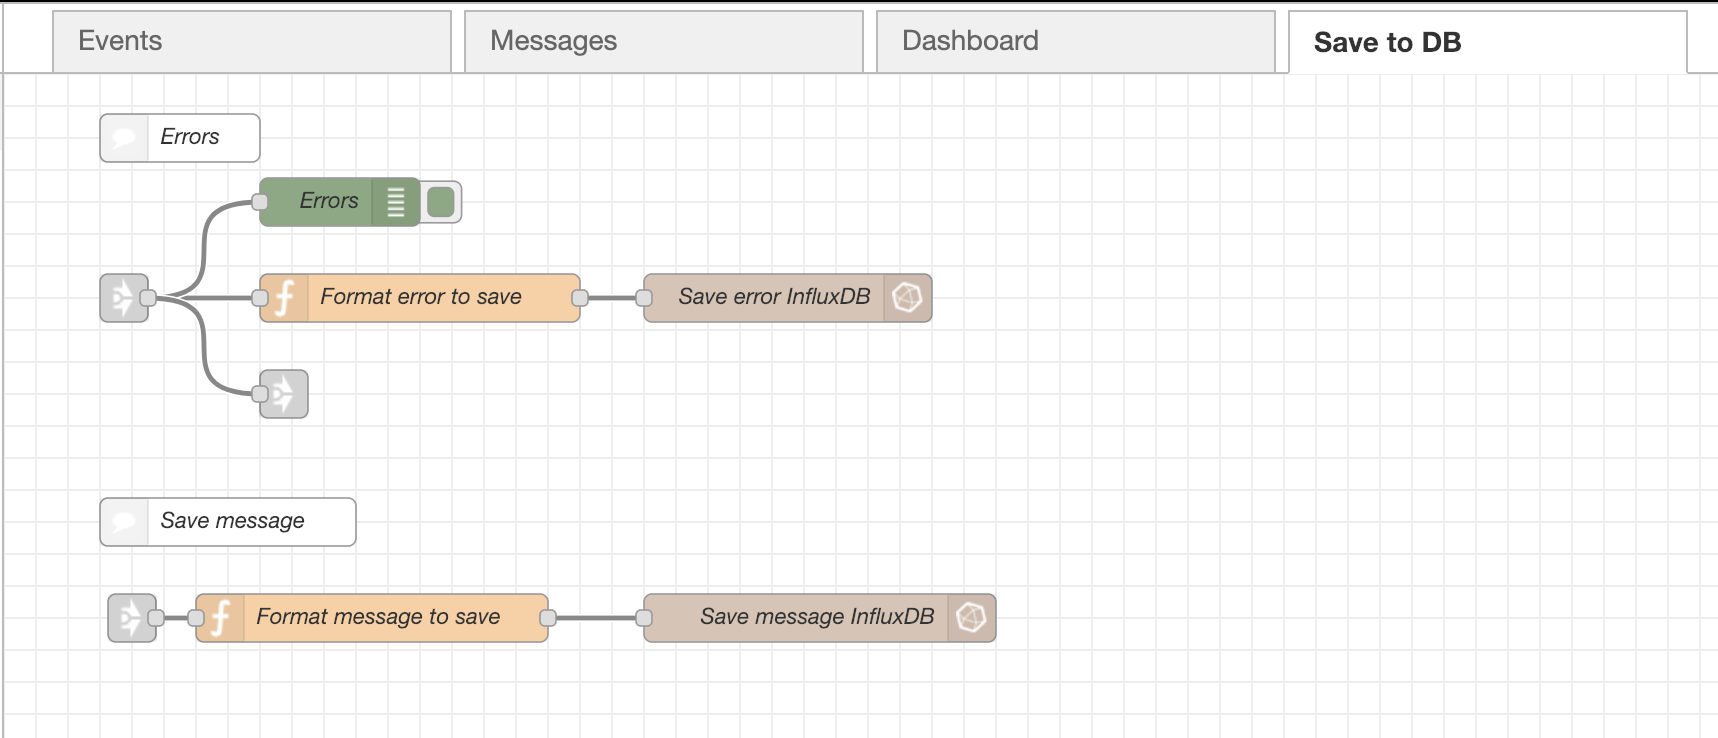 Events
Messages
Dashboard
Save to DB
Errors
Errors
Format error to save
Save error InfluxDB
Save message
Format message to save
Save message InfluxDB